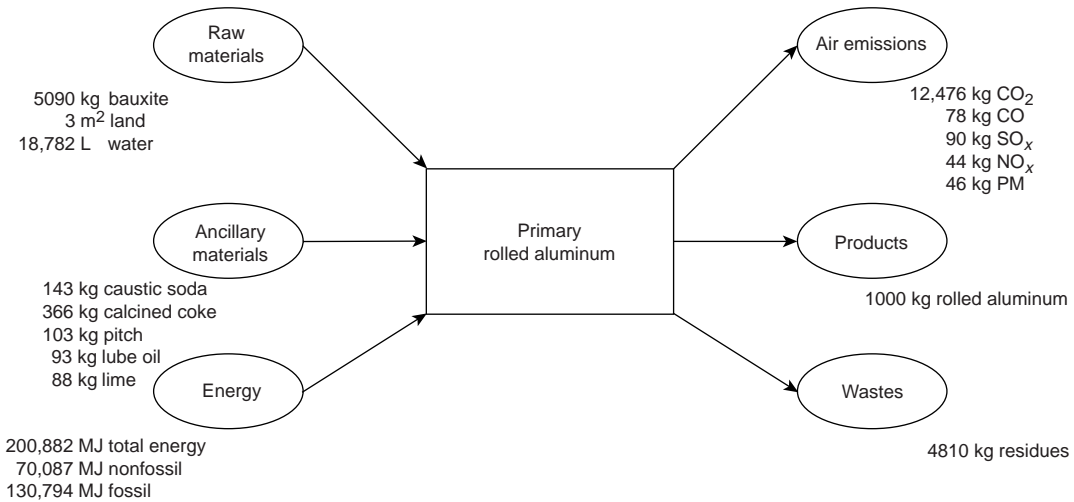 Raw
materials
5090 kg bauxite
3 m² land
18,782 L water
Ancillary
materials
143 kg caustic soda
366 kg calcined coke
103 kg pitch
93 kg lube oil
88 kg lime
Energy
200,882 MJ total energy
70,087 MJ nonfossil
130,794 MJ fossil
Primary
rolled aluminum
Air emissions
12,476 kg CO₂
78 kg CO
90 kg SOₓ
44 kg NOₓ
46 kg PM
Products
1000 kg rolled aluminum
Wastes
4810 kg residues